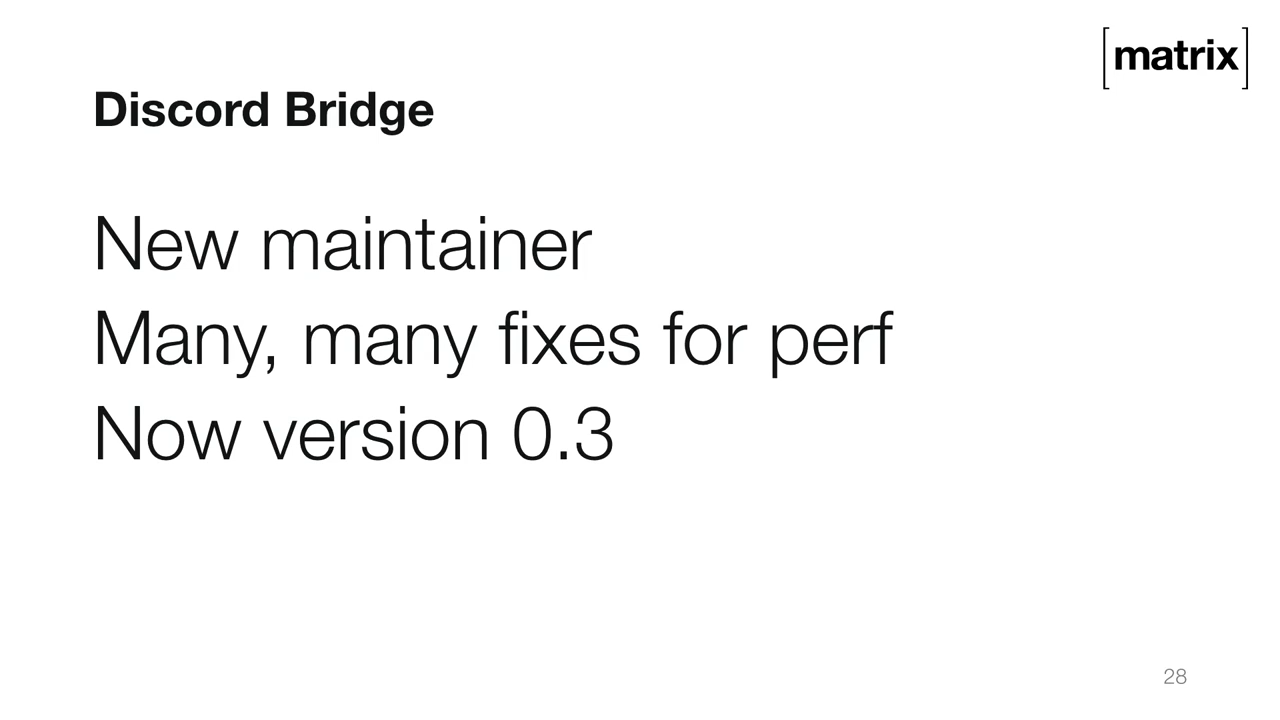 [matrix]
Discord Bridge
New maintainer
Many, many fixes for perf
Now version 0.3
28